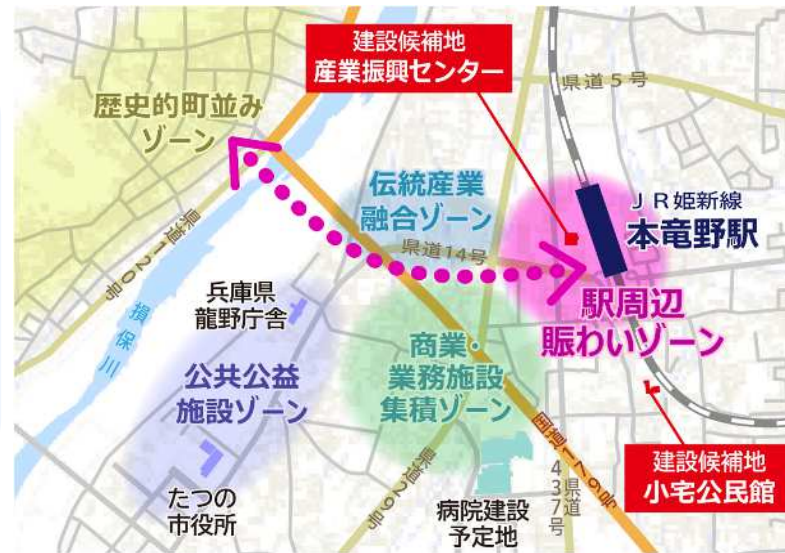 建設候補地
産業振興センター
県道5号
歴史的町並み
ゾーン
伝統産業
融合ゾーン
JR姫新線
本竜野駅
県道14号
県道120号
兵庫県
龍野庁舎
損保川
駅周辺
賑わいゾーン
商業・
業務施設
集積ゾーン
公共公益
施設ゾーン
国道179号
県道29号
県道
437号
建設候補地
小宅公民館
たつの
市役所
病院建設
予定地